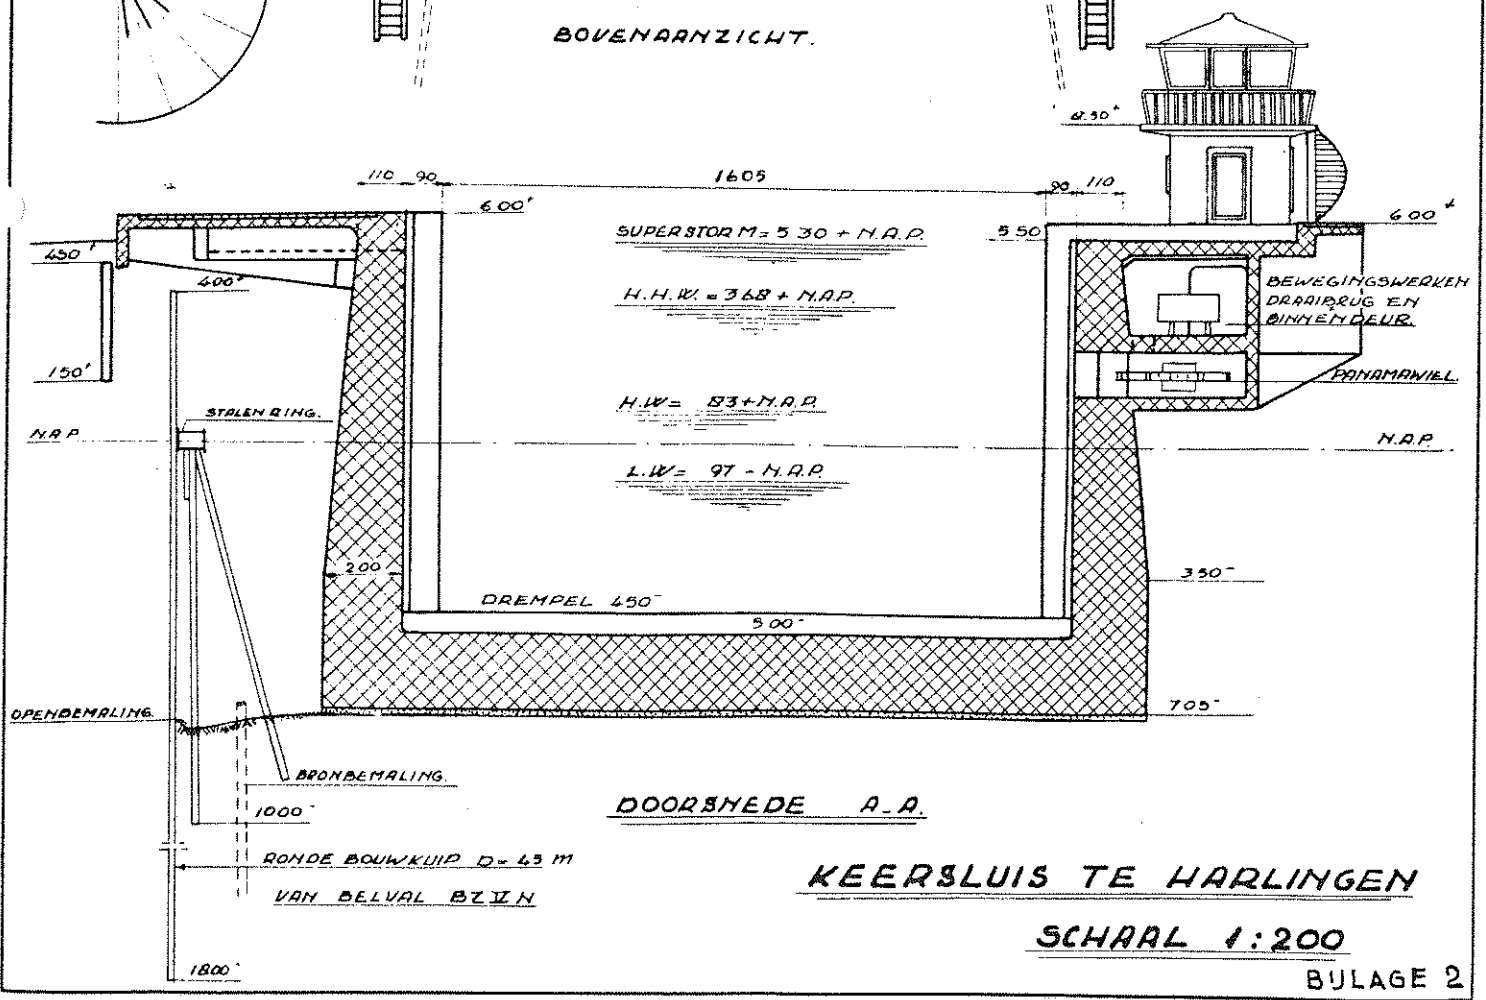 BOVENAANZICHT.
8.50⁺
110 90 1605 90 110
6.00⁺
SUPERSTORM = 5 30 + N.A.P.
5 50
6 00⁺
450⁺
400⁺
H.H.W. = 3 68 + N.A.P.
BEWEGINGSWERKEN
DRAAIBRUG EN
BINNENDEUR.
150⁺
PANAMAWIEL.
STALEN RING.
H.W = 83 + N.A.P.
N.A.P.
N.A.P.
L.W = 97 - N.A.P.
200
350⁻
DREMPEL 450⁻
500⁻
OPENBEMALING.
705⁻
BRONBEMALING.
1000⁻
DOORSNEDE A-A.
RONDE BOUWKUIP D = 45 M
VAN BELVAL BZ IV N
KEERSLUIS TE HARLINGEN
SCHAAL 1:200
1800⁻
BIJLAGE 2